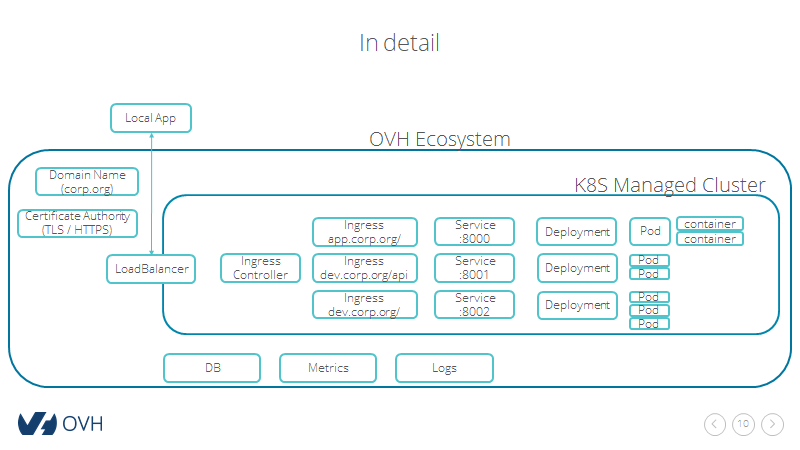 In detail
Local App
OVH Ecosystem
Domain Name
(corp.org)
K8S Managed Cluster
Certificate Authority
(TLS / HTTPS)
LoadBalancer
Ingress
Controller
Ingress
app.corp.org/
Service
:8000
Deployment
Pod
container
container
Ingress
dev.corp.org/api
Service
:8001
Deployment
Pod
Pod
Ingress
dev.corp.org/
Service
:8002
Deployment
Pod
Pod
Pod
DB
Metrics
Logs
OVH
10